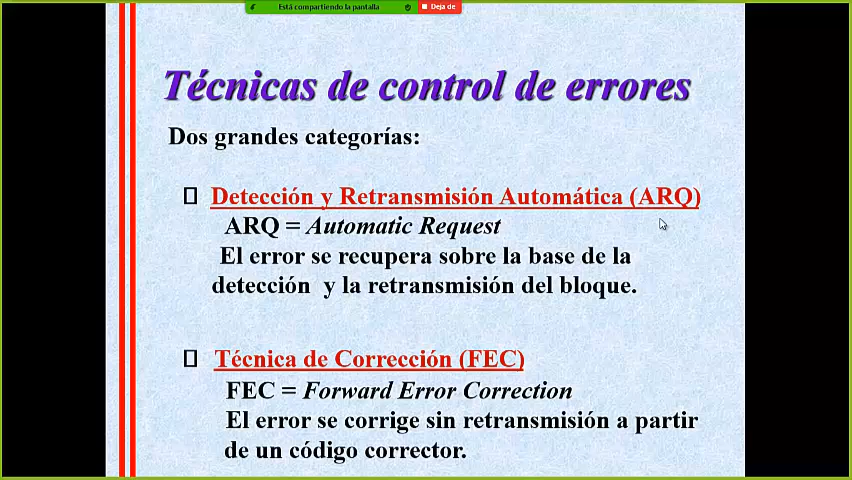 Está compartiendo la pantalla
Deja de
Técnicas de control de errores
Dos grandes categorías:
Detección y Retransmisión Automática (ARQ)
ARQ = Automatic Request
El error se recupera sobre la base de la
detección y la retransmisión del bloque.
Técnica de Corrección (FEC)
FEC = Forward Error Correction
El error se corrige sin retransmisión a partir
de un código corrector.